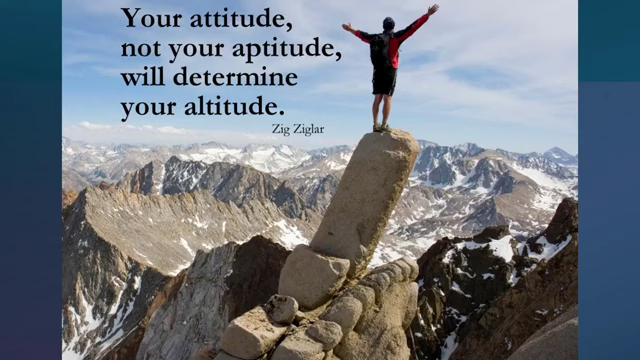 Your attitude,
not your aptitude,
will determine
your altitude.
Zig Ziglar